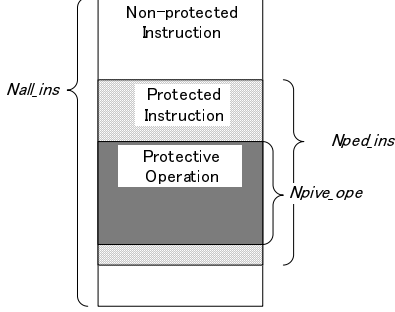 Non-protected
Instruction
Nall_ins
Protected
Instruction
Nped_ins
Protective
Operation
Npive_ope